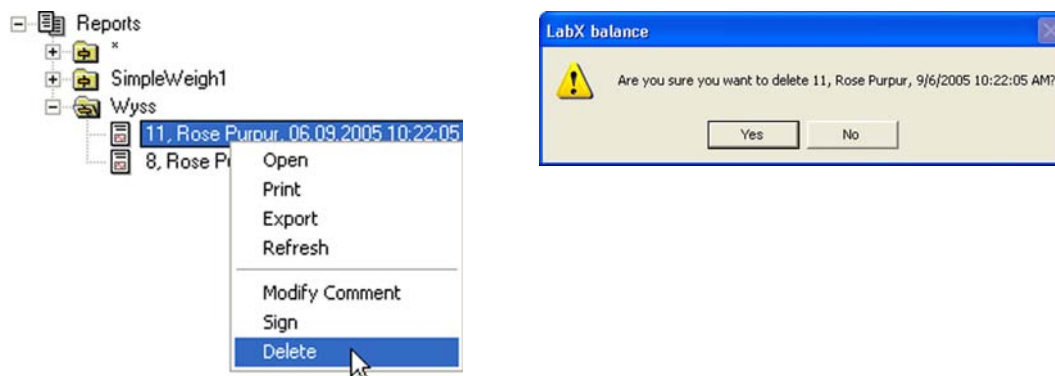 Reports
*
SimpleWeigh1
Wyss
11, Rose Purpur, 06.09.2005 10:22:05
8, Rose P
Open
Print
Export
Refresh
Modify Comment
Sign
Delete
LabX balance
Are you sure you want to delete 11, Rose Purpur, 9/6/2005 10:22:05 AM?
Yes
No